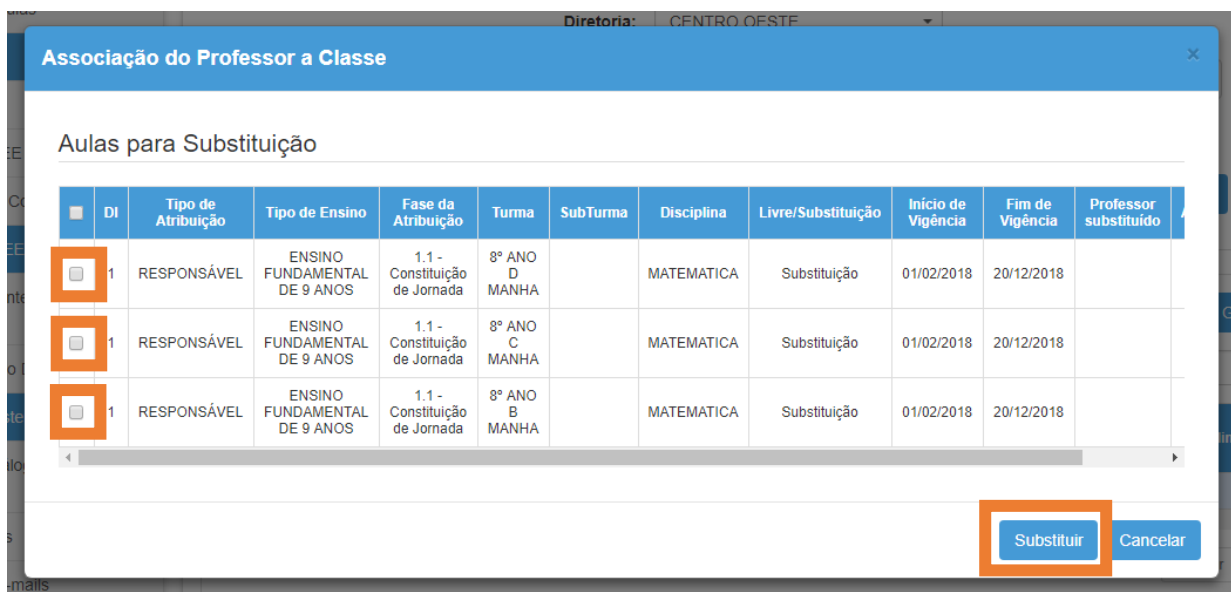 Diretoria: CENTRO OESTE
Associação do Professor a Classe ×
Aulas para Substituição
DI Tipo de Atribuição Tipo de Ensino Fase da Atribuição Turma SubTurma Disciplina Livre/Substituição Início de Vigência Fim de Vigência Professor substituído
1 RESPONSÁVEL ENSINO FUNDAMENTAL DE 9 ANOS 1.1 - Constituição de Jornada 8º ANO D MANHA MATEMATICA Substituição 01/02/2018 20/12/2018
1 RESPONSÁVEL ENSINO FUNDAMENTAL DE 9 ANOS 1.1 - Constituição de Jornada 8º ANO C MANHA MATEMATICA Substituição 01/02/2018 20/12/2018
1 RESPONSÁVEL ENSINO FUNDAMENTAL DE 9 ANOS 1.1 - Constituição de Jornada 8º ANO B MANHA MATEMATICA Substituição 01/02/2018 20/12/2018
Substituir Cancelar
-mails